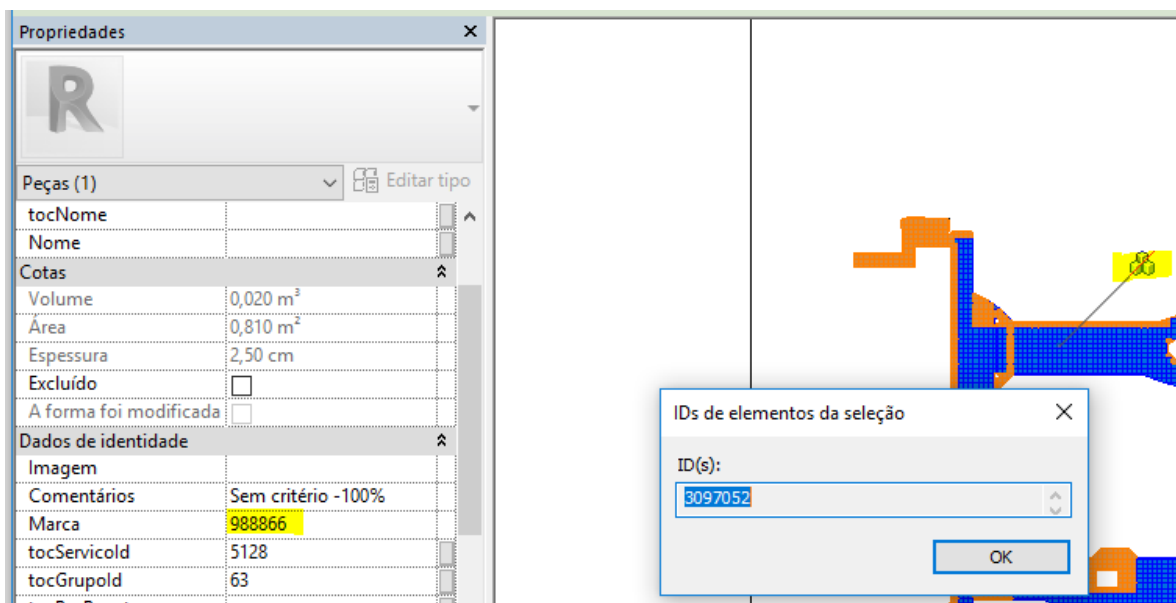 Propriedades
R
Peças (1)
Editar tipo
tocNome
Nome
Cotas
Volume 0,020 m³
Área 0,810 m²
Espessura 2,50 cm
Excluído
A forma foi modificada
Dados de identidade
Imagem
Comentários Sem critério -100%
Marca 988866
tocServicoId 5128
tocGrupoId 63
IDs de elementos da seleção
ID(s):
3097052
OK